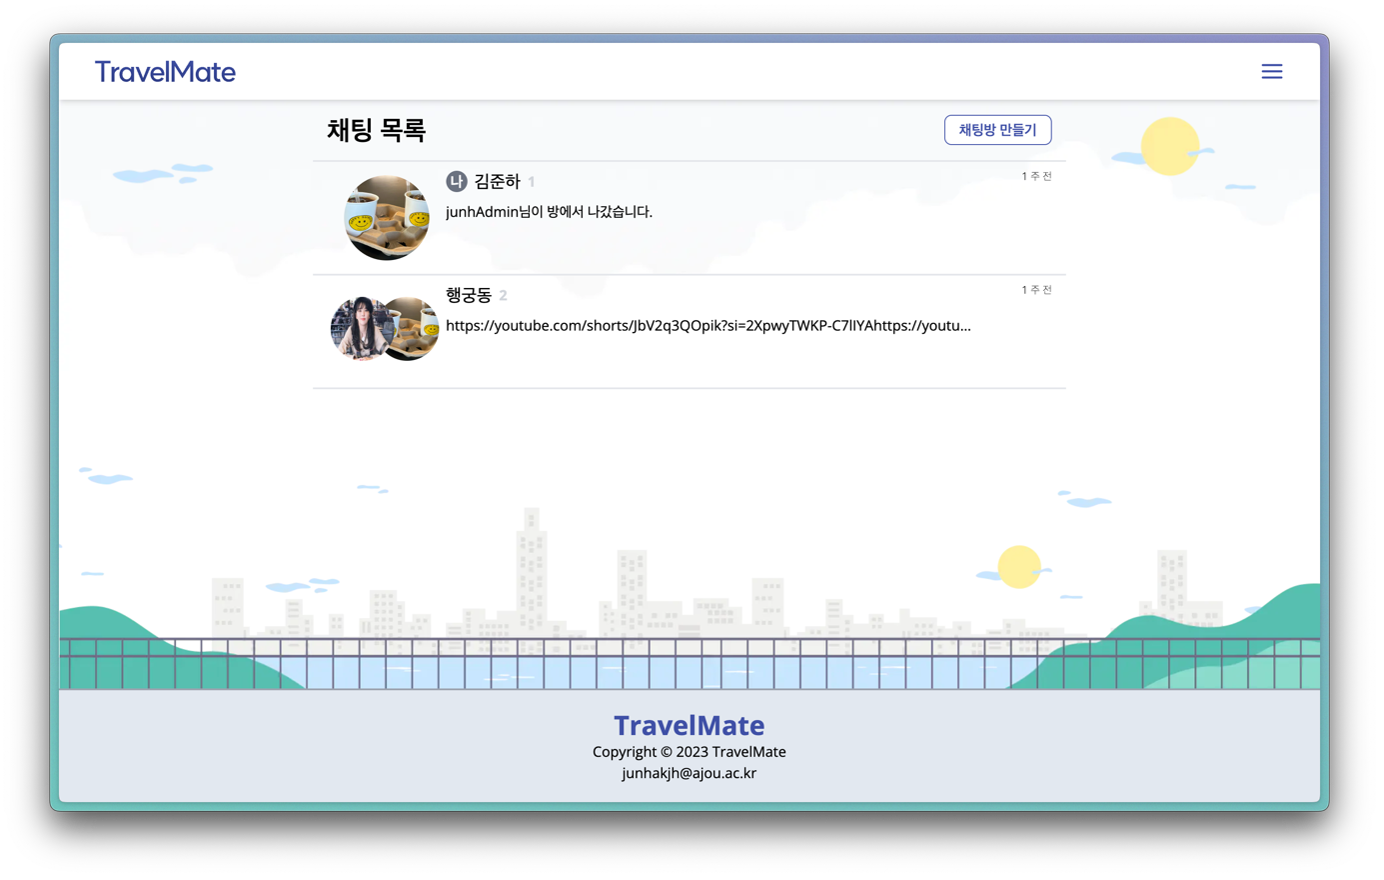 TravelMate
채팅 목록
채팅방 만들기
나 김준하 1
1 주 전
junhAdmin님이 방에서 나갔습니다.
행궁동 2
1 주 전
https://youtube.com/shorts/JbV2q3QOpik?si=2XpwyTWKP-C7lIYAhttps://youtu...
TravelMate
Copyright © 2023 TravelMate
junhakjh@ajou.ac.kr